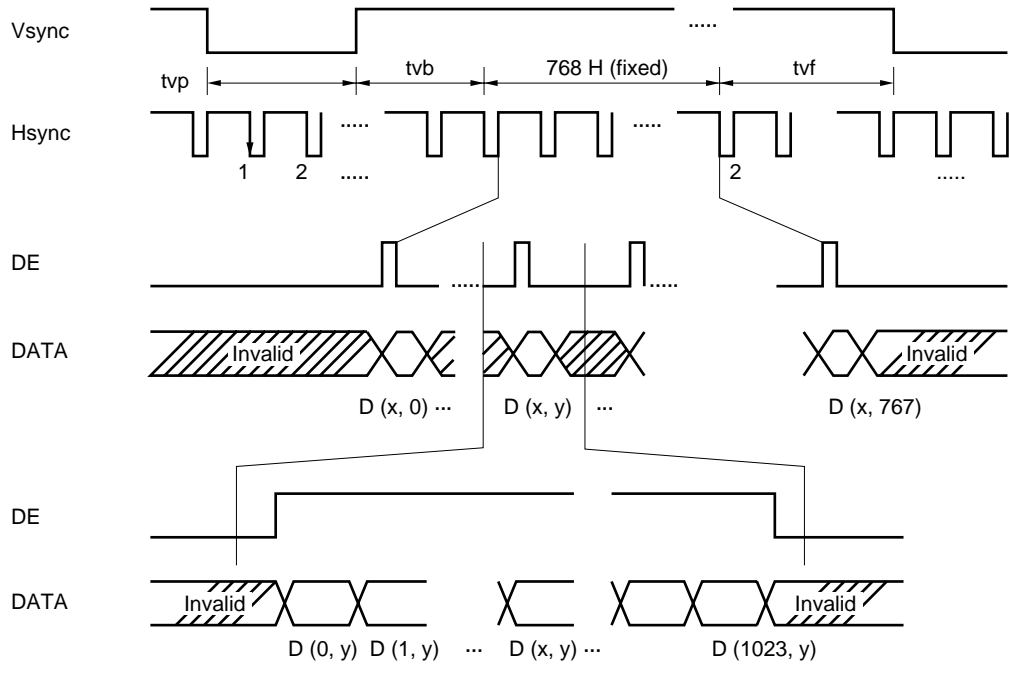 Vsync .....
tvp tvb 768 H (fixed) tvf
Hsync ..... .....
1 2 ..... 2 .....
DE ..... .....
DATA Invalid Invalid
D (x, 0) ... D (x, y) ... D (x, 767)
DE
DATA Invalid Invalid
D (0, y) D (1, y) ... D (x, y) ... D (1023, y)